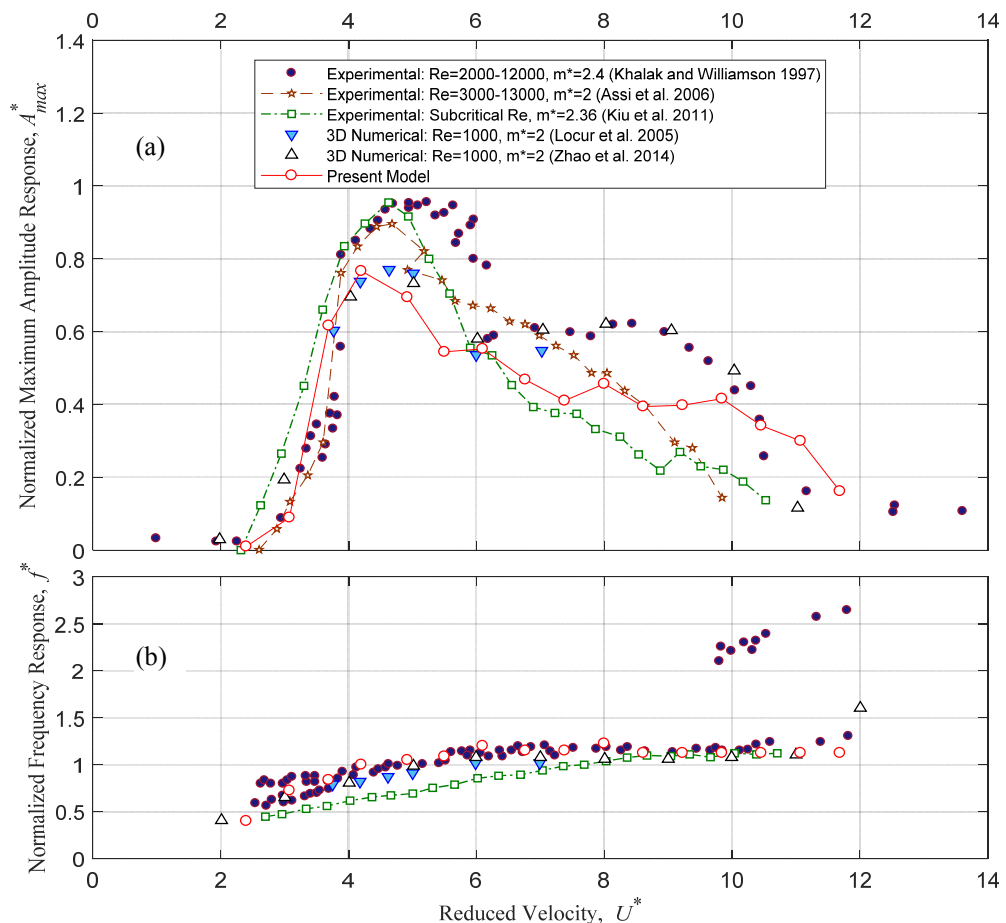 0 2 4 6 8 10 12 14
1.4
1.2
1
0.8
0.6
0.4
0.2
0
Normalized Maximum Amplitude Response, A*max
Experimental: Re=2000-12000, m*=2.4 (Khalak and Williamson 1997)
Experimental: Re=3000-13000, m*=2 (Assi et al. 2006)
Experimental: Subcritical Re, m*=2.36 (Kiu et al. 2011)
3D Numerical: Re=1000, m*=2 (Locur et al. 2005)
3D Numerical: Re=1000, m*=2 (Zhao et al. 2014)
Present Model
(a)
3
2.5
2
1.5
1
0.5
0
Normalized Frequency Response, f*
(b)
0 2 4 6 8 10 12 14
Reduced Velocity, U*